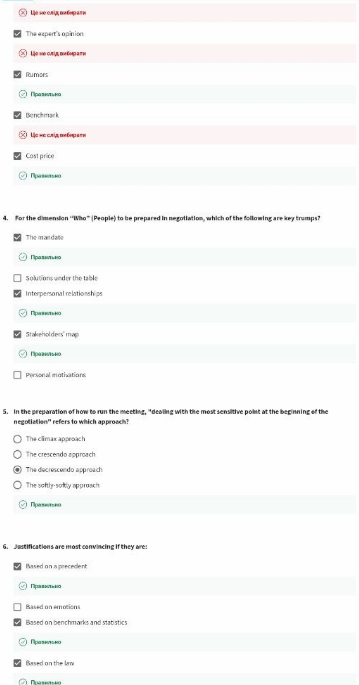 Це не слід вибирати
The expert's opinion
Це не слід вибирати
Rumors
Правильно
Benchmark
Це не слід вибирати
Cost price
Правильно
4. For the dimension "Who" (People) to be prepared in negotiation, which of the following are key trumps?
The mandate
Правильно
Solutions under the table
Interpersonal relationships
Правильно
Stakeholders' map
Правильно
Personal motivations
5. In the preparation of how to run the meeting, "dealing with the most sensitive point at the beginning of the
negotiation" refers to which approach?
The climax approach
The crescendo approach
The decrescendo approach
The softly-softly approach
Правильно
6. Justifications are most convincing if they are:
Based on a precedent
Правильно
Based on emotions
Based on benchmarks and statistics
Правильно
Based on the law
Правильно